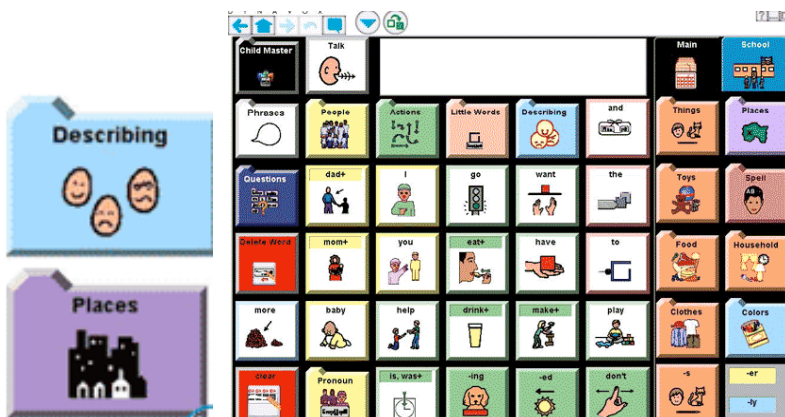 Describing
Places
DYNAVOX
Child Master
Talk
Main
School
Phrases
People
Actions
Little Words
Describing
and
Things
Places
Questions
dad+
I
go
want
the
Toys
Spell
Delete Word
mom+
you
eat+
have
to
Food
Household
more
baby
help
drink+
make+
play
Clothes
Colors
clear
Pronoun
is, was+
-ing
-ed
don't
-s
-er
-ly